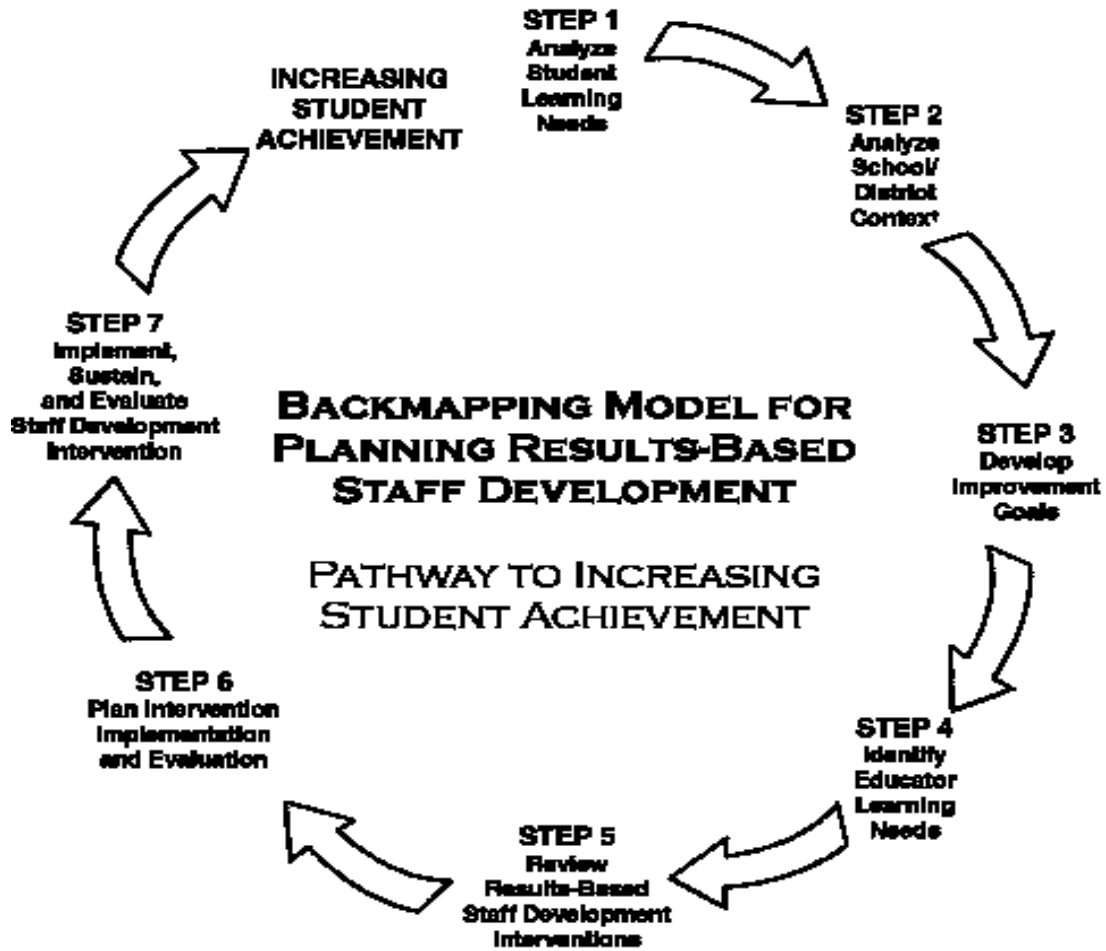 STEP 1
Analyze
Student
Learning
Needs
STEP 2
Analyze
School/
District
Context
STEP 3
Develop
Improvement
Goals
STEP 4
Identify
Educator
Learning
Needs
STEP 5
Review
Results-Based
Staff Development
Interventions
STEP 6
Plan Intervention
Implementation
and Evaluation
STEP 7
Implement,
Sustain,
and Evaluate
Staff Development
Intervention
INCREASING
STUDENT
ACHIEVEMENT
BACKMAPPING MODEL FOR
PLANNING RESULTS-BASED
STAFF DEVELOPMENT
PATHWAY TO INCREASING
STUDENT ACHIEVEMENT